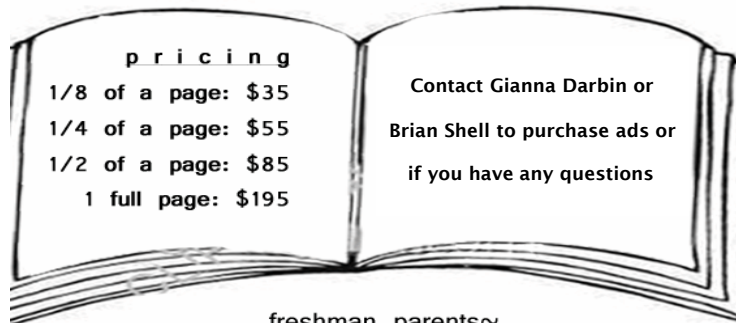 pricing
1/8 of a page: $35
1/4 of a page: $55
1/2 of a page: $85
1 full page: $195
Contact Gianna Darbin or
Brian Shell to purchase ads or
if you have any questions
freshman parents~